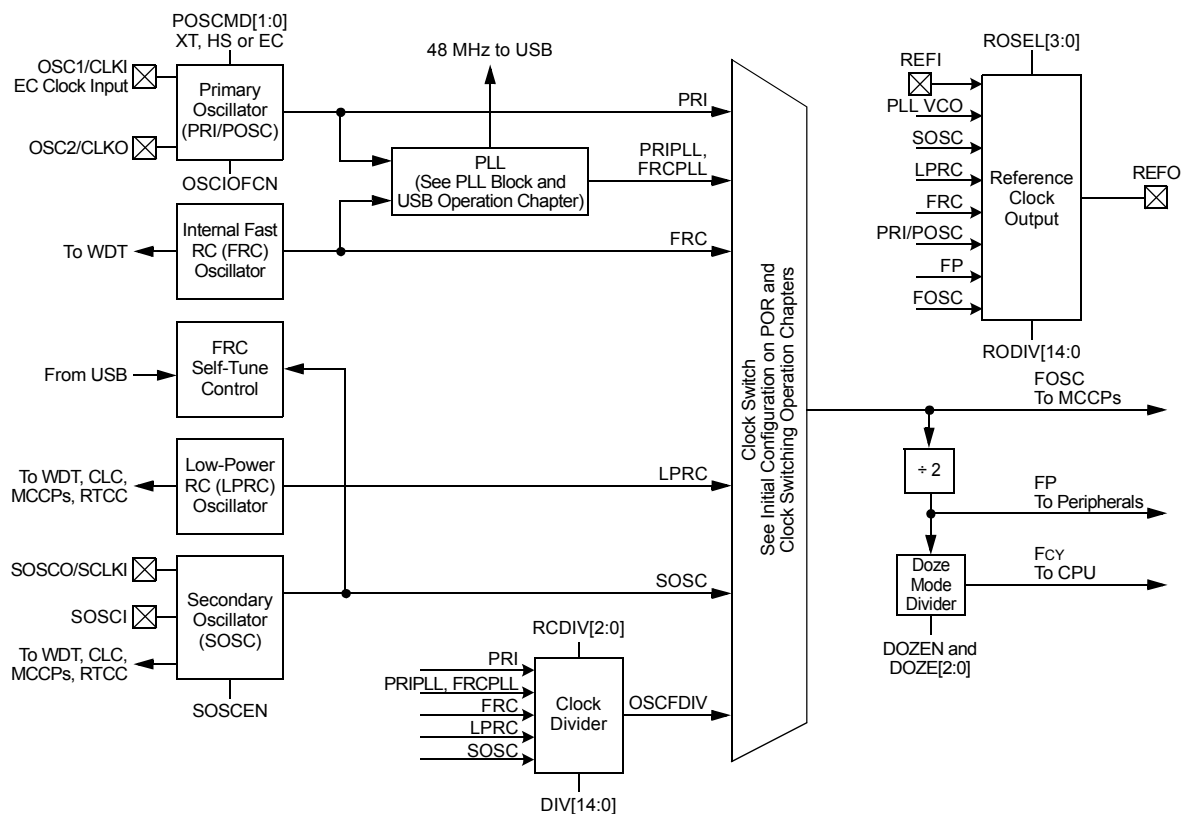 POSCMD[1:0]
XT, HS or EC
OSC1/CLKI
EC Clock Input
Primary
Oscillator
(PRI/POSC)
OSC2/CLKO
OSCIOFCN
48 MHz to USB
PLL
(See PLL Block and
USB Operation Chapter)
PRI
PRIPLL,
FRCPLL
To WDT
Internal Fast
RC (FRC)
Oscillator
FRC
From USB
FRC
Self-Tune
Control
To WDT, CLC,
MCCPs, RTCC
Low-Power
RC (LPRC)
Oscillator
LPRC
SOSCO/SCLKI
SOSCI
To WDT, CLC,
MCCPs, RTCC
Secondary
Oscillator
(SOSC)
SOSCEN
SOSC
RCDIV[2:0]
PRI
PRIPLL, FRCPLL
FRC
LPRC
SOSC
Clock
Divider
OSCFDIV
DIV[14:0]
Clock Switch
See Initial Configuration on POR and
Clock Switching Operation Chapters
ROSEL[3:0]
REFI
PLL VCO
SOSC
LPRC
FRC
PRI/POSC
FP
FOSC
Reference
Clock
Output
REFO
RODIV[14:0
FOSC
To MCCPs
÷ 2
FP
To Peripherals
Doze
Mode
Divider
FCY
To CPU
DOZEN and
DOZE[2:0]